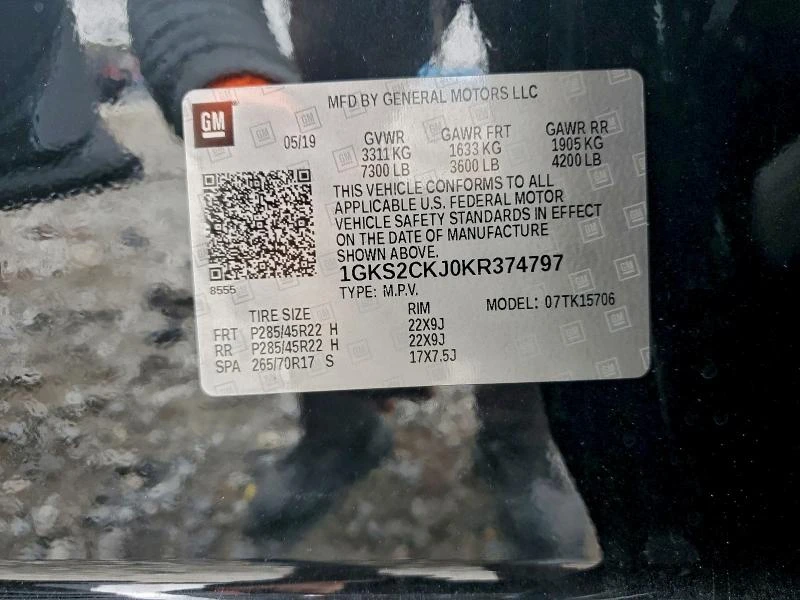 MFD BY GENERAL MOTORS LLC
GM
05/19
GVWR GAWR FRT GAWR RR
3311 KG 1633 KG 1905 KG
7300 LB 3600 LB 4200 LB
THIS VEHICLE CONFORMS TO ALL
APPLICABLE U.S. FEDERAL MOTOR
VEHICLE SAFETY STANDARDS IN EFFECT
ON THE DATE OF MANUFACTURE
SHOWN ABOVE.
1GKS2CKJ0KR374797
8555
TYPE: M.P.V. MODEL: 07TK15706
TIRE SIZE RIM
FRT P285/45R22 H 22X9J
RR P285/45R22 H 22X9J
SPA 265/70R17 S 17X7.5J